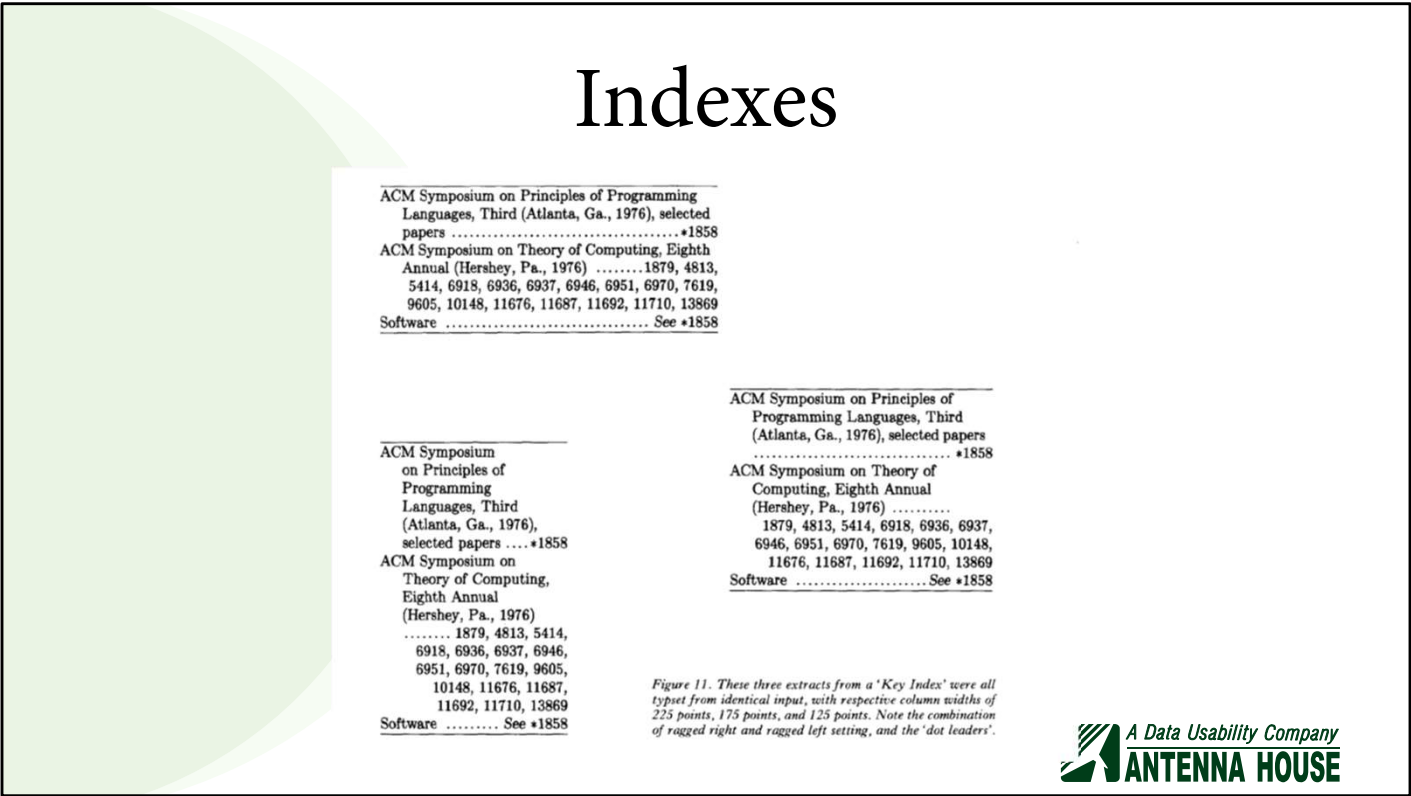 Indexes
ACM Symposium on Principles of Programming
Languages, Third (Atlanta, Ga., 1976), selected
papers ......................................*1858
ACM Symposium on Theory of Computing, Eighth
Annual (Hershey, Pa., 1976) ........1879, 4813,
5414, 6918, 6936, 6937, 6946, 6951, 6970, 7619,
9605, 10148, 11676, 11687, 11692, 11710, 13869
Software .................................. See *1858
ACM Symposium
on Principles of
Programming
Languages, Third
(Atlanta, Ga., 1976),
selected papers ....*1858
ACM Symposium on
Theory of Computing,
Eighth Annual
(Hershey, Pa., 1976)
........ 1879, 4813, 5414,
6918, 6936, 6937, 6946,
6951, 6970, 7619, 9605,
10148, 11676, 11687,
11692, 11710, 13869
Software ......... See *1858
ACM Symposium on Principles of
Programming Languages, Third
(Atlanta, Ga., 1976), selected papers
................................. *1858
ACM Symposium on Theory of
Computing, Eighth Annual
(Hershey, Pa., 1976) ..........
1879, 4813, 5414, 6918, 6936, 6937,
6946, 6951, 6970, 7619, 9605, 10148,
11676, 11687, 11692, 11710, 13869
Software ...................... See *1858
Figure 11. These three extracts from a 'Key Index' were all
typset from identical input, with respective column widths of
225 points, 175 points, and 125 points. Note the combination
of ragged right and ragged left setting, and the 'dot leaders'.
A Data Usability Company
ANTENNA HOUSE